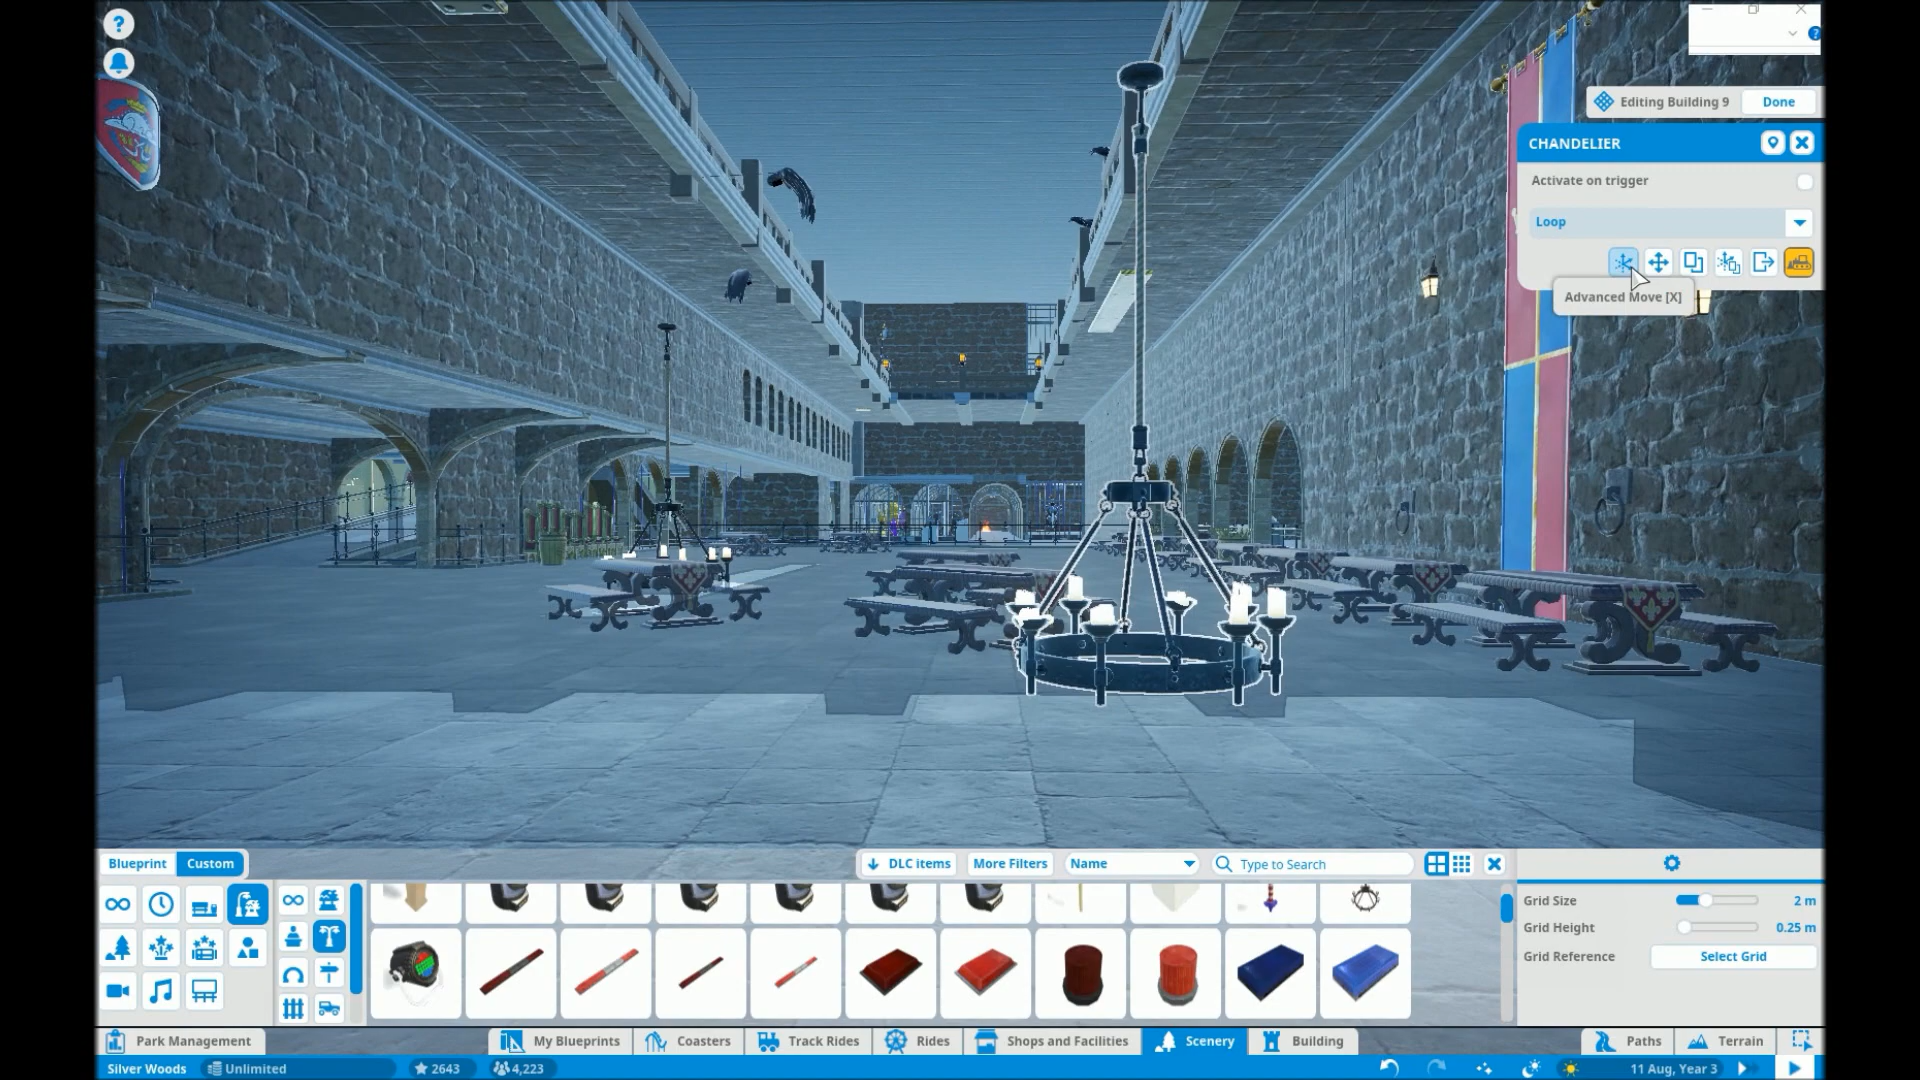 ?
?
Editing Building 9 Done
CHANDELIER
Activate on trigger
Loop
Advanced Move [X]
Blueprint Custom
DLC items More Filters Name Type to Search
Grid Size 2 m
Grid Height 0.25 m
Grid Reference Select Grid
Park Management My Blueprints Coasters Track Rides Rides Shops and Facilities Scenery Building Paths Terrain
Silver Woods Unlimited 2643 4,223 11 Aug, Year 3